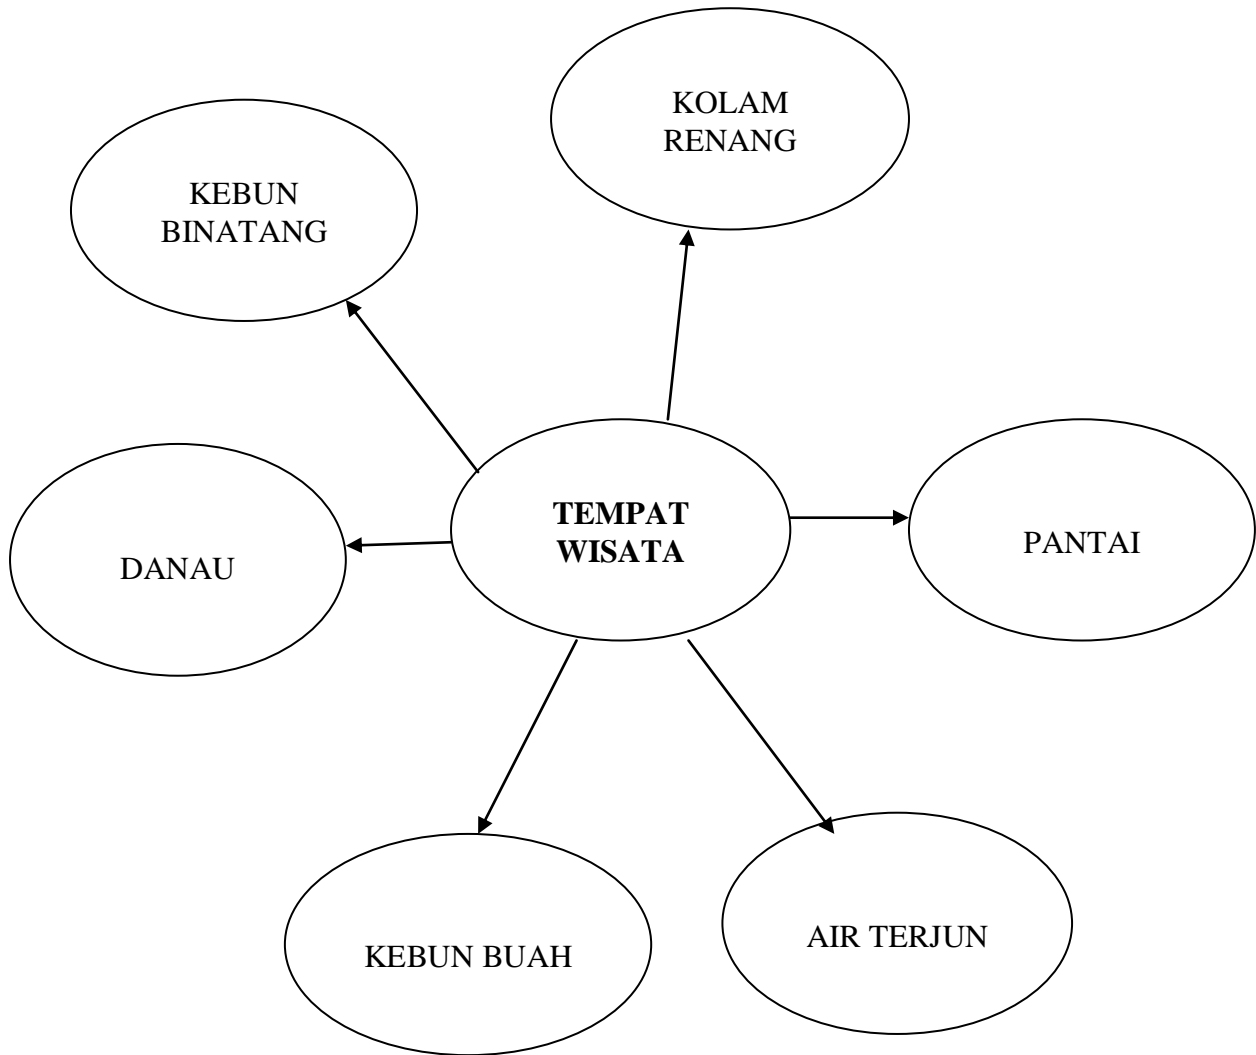 KOLAM
RENANG
KEBUN
BINATANG
TEMPAT
WISATA
PANTAI
DANAU
KEBUN BUAH
AIR TERJUN